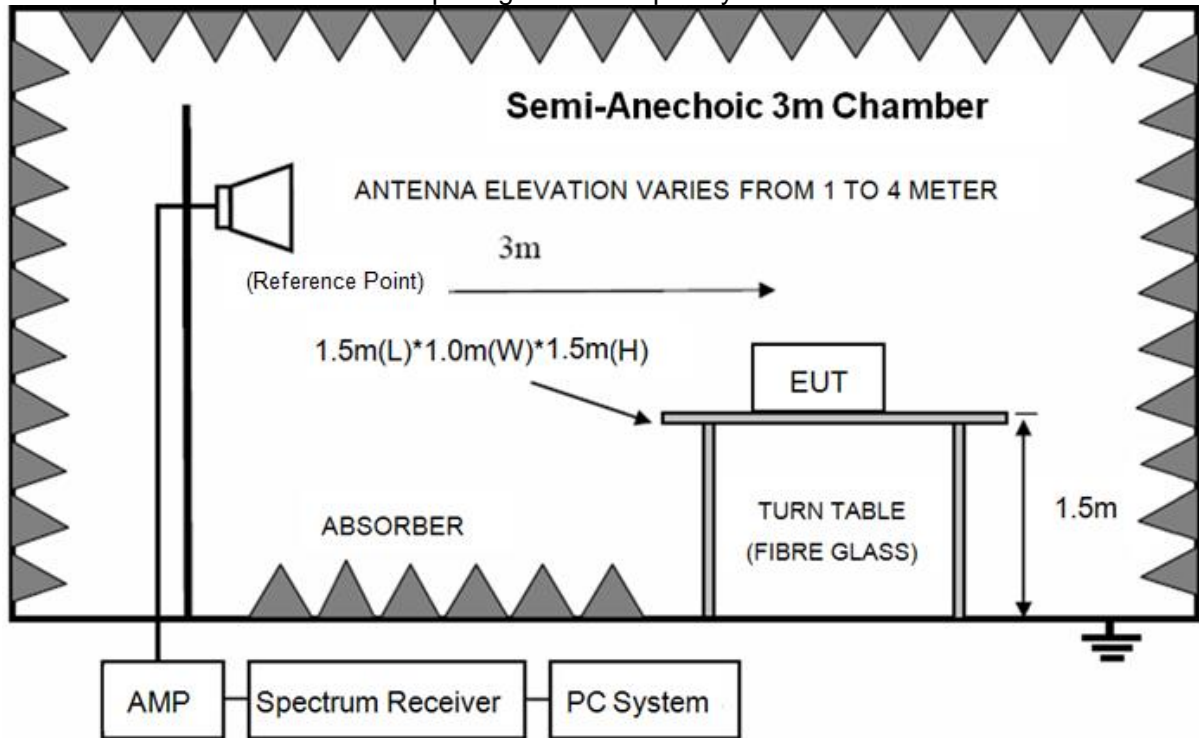 Semi-Anechoic 3m Chamber
ANTENNA ELEVATION VARIES FROM 1 TO 4 METER
3m
(Reference Point)
1.5m(L)*1.0m(W)*1.5m(H)
EUT
ABSORBER
TURN TABLE
(FIBRE GLASS)
1.5m
AMP
Spectrum Receiver
PC System